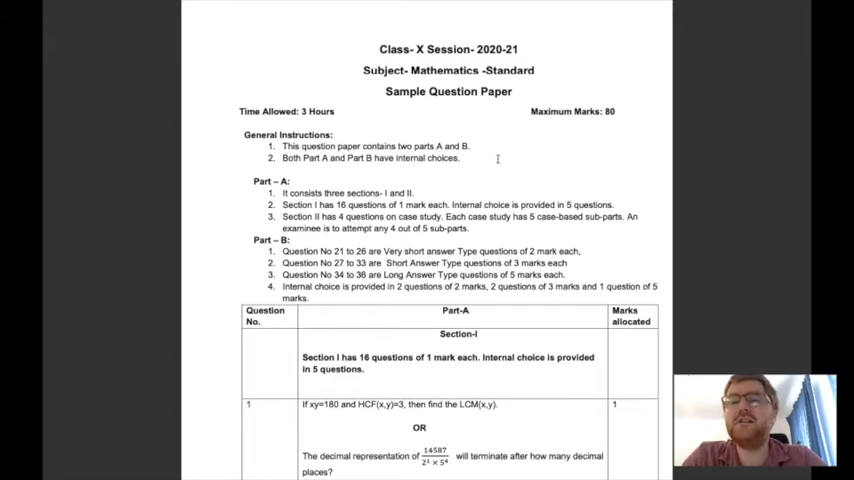 Class- X Session- 2020-21
Subject- Mathematics -Standard
Sample Question Paper
Time Allowed: 3 Hours Maximum Marks: 80
General Instructions:
1. This question paper contains two parts A and B.
2. Both Part A and Part B have internal choices.
Part – A:
1. It consists three sections- I and II.
2. Section I has 16 questions of 1 mark each. Internal choice is provided in 5 questions.
3. Section II has 4 questions on case study. Each case study has 5 case-based sub-parts. An
examinee is to attempt any 4 out of 5 sub-parts.
Part – B:
1. Question No 21 to 26 are Very short answer Type questions of 2 mark each,
2. Question No 27 to 33 are Short Answer Type questions of 3 marks each
3. Question No 34 to 36 are Long Answer Type questions of 5 marks each.
4. Internal choice is provided in 2 questions of 2 marks, 2 questions of 3 marks and 1 question of 5
marks.
Question No. Part-A Marks allocated
Section-I
Section I has 16 questions of 1 mark each. Internal choice is provided
in 5 questions.
1 If xy=180 and HCF(x,y)=3, then find the LCM(x,y). 1
OR
The decimal representation of 14587 / 2¹ × 5⁴ will terminate after how many decimal
places?